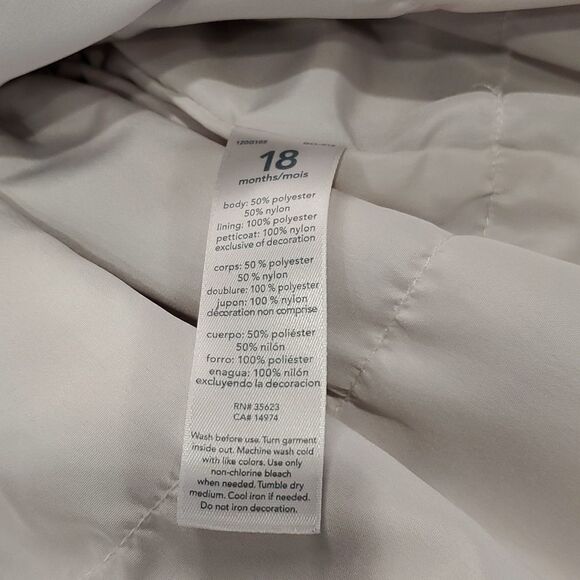 1200165
18
months/mois
body: 50% polyester
50% nylon
lining: 100% polyester
petticoat: 100% nylon
exclusive of decoration
corps: 50 % polyester
50 % nylon
doublure: 100 % polyester
jupon: 100 % nylon
décoration non comprise
cuerpo: 50% poliéster
50% nilón
forro: 100% poliéster
enagua: 100% nilón
excluyendo la decoracion
RN# 35623
CA# 14974
Wash before use. Turn garment
inside out. Machine wash cold
with like colors. Use only
non-chlorine bleach
when needed. Tumble dry
medium. Cool iron if needed.
Do not iron decoration.